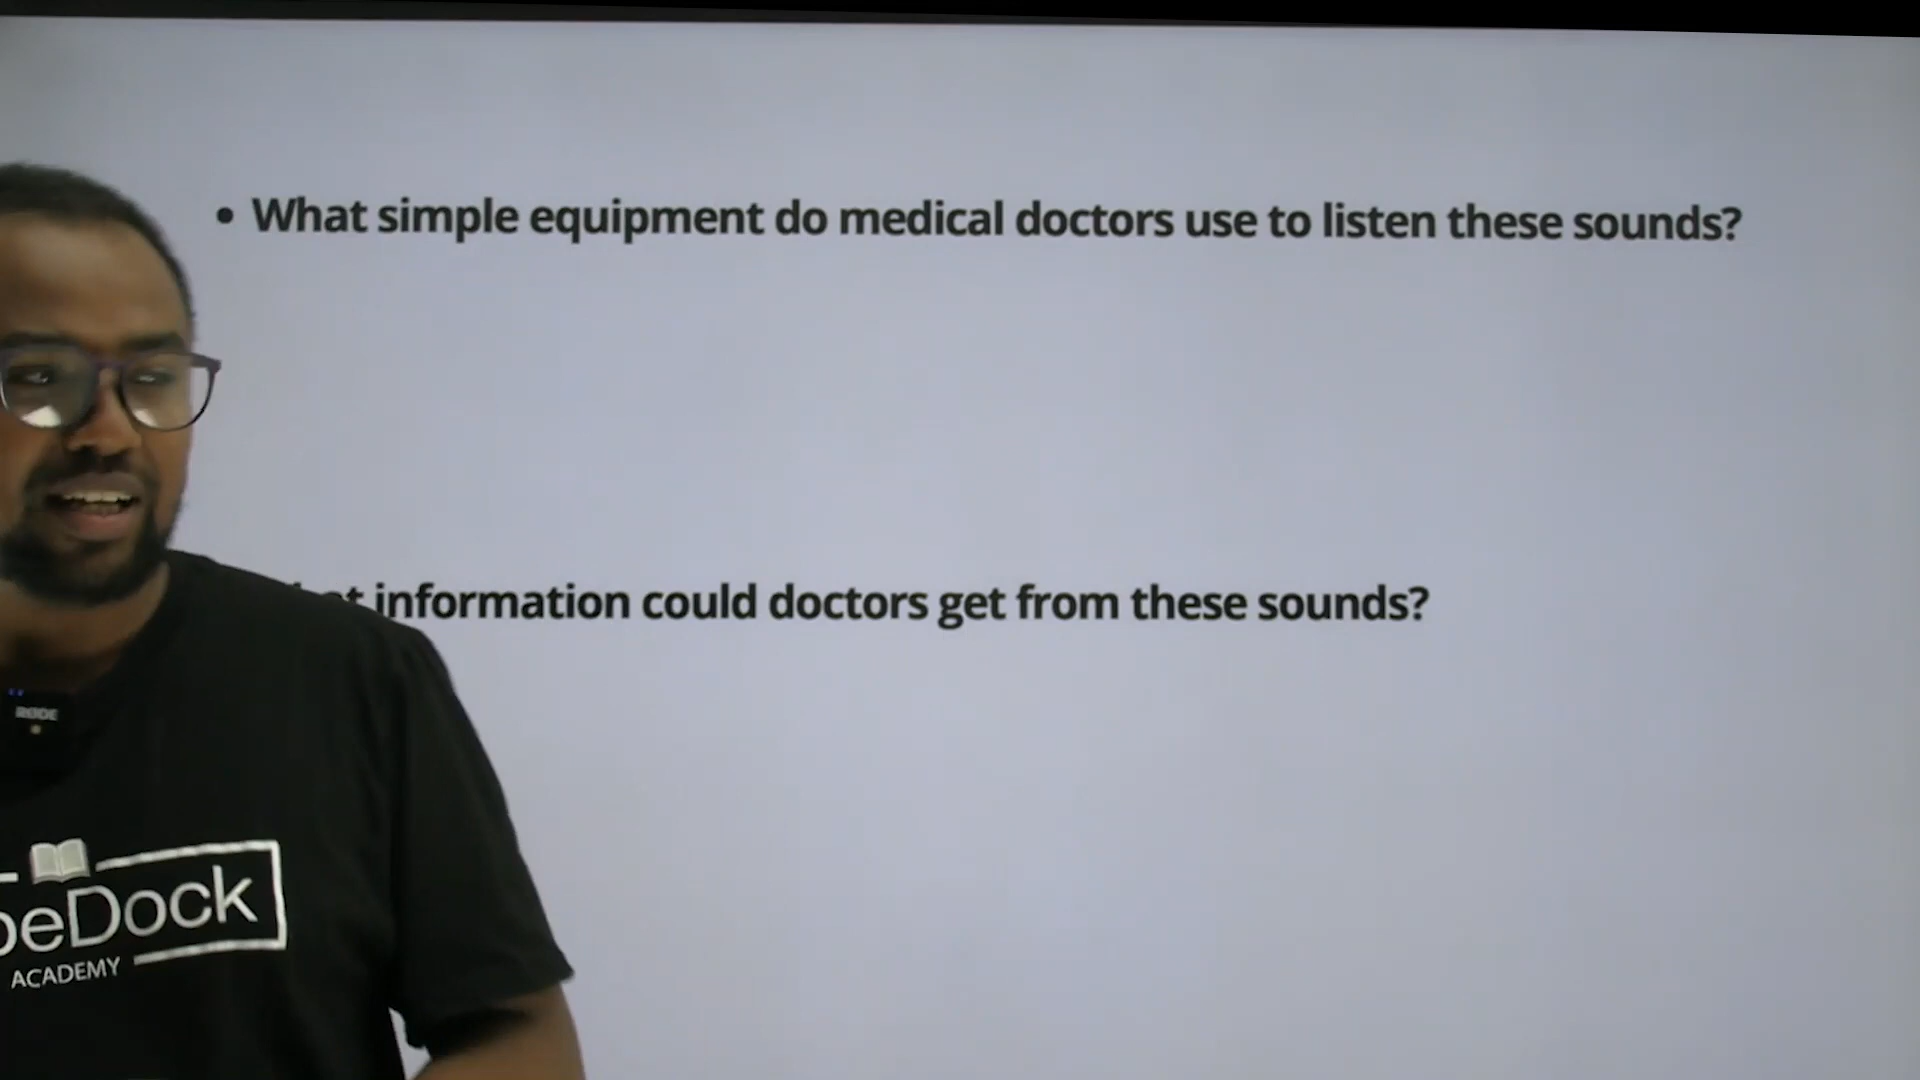 • What simple equipment do medical doctors use to listen these sounds?
information could doctors get from these sounds?
RØDE
Dock
ACADEMY